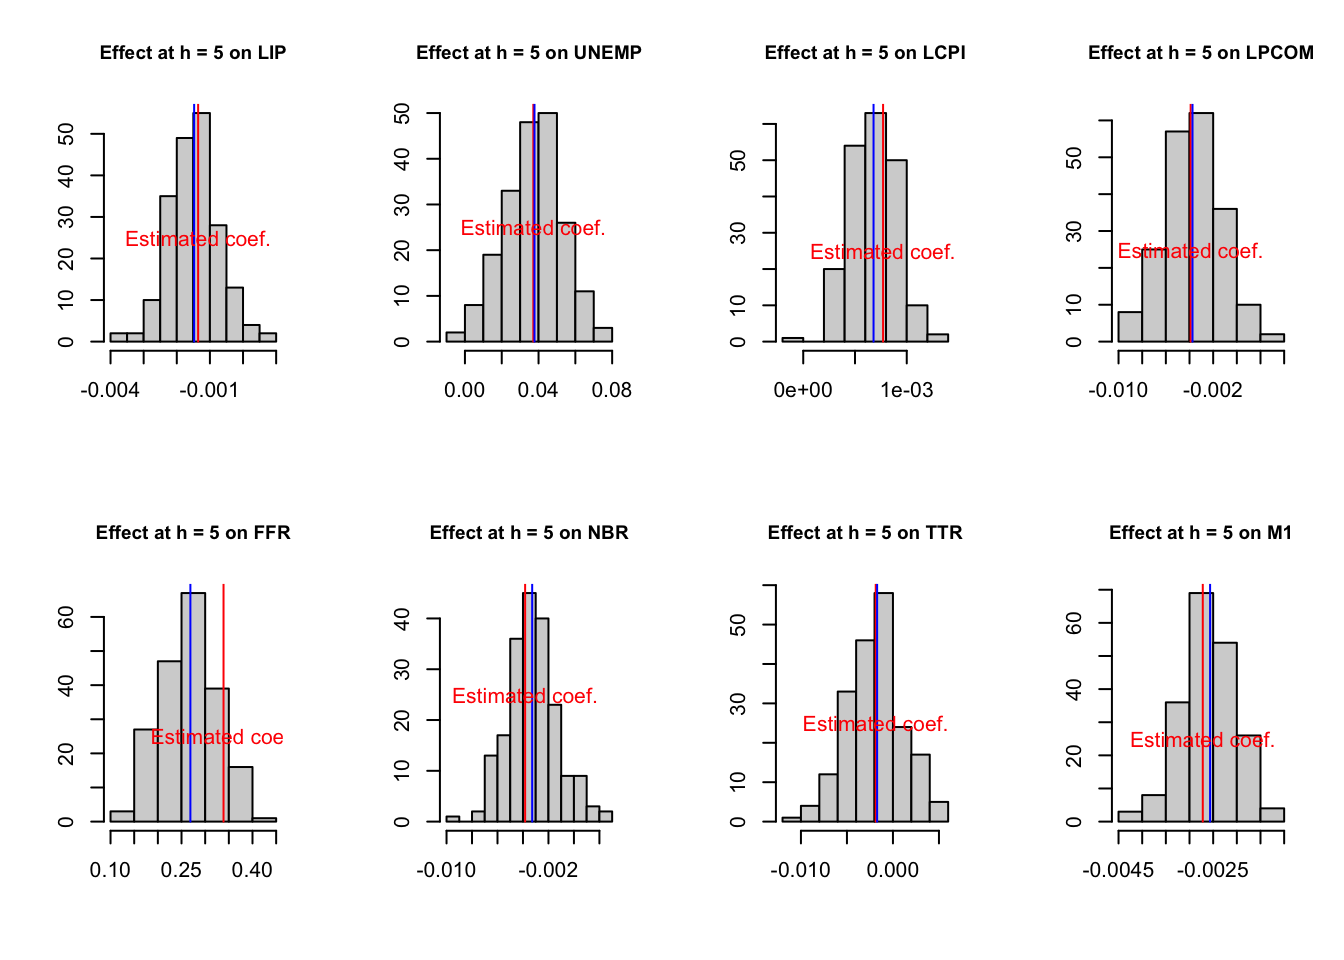 Effect at h = 5 on LIP
0 10 20 30 40 50
Estimated coef.
-0.004 -0.001
Effect at h = 5 on UNEMP
0 10 20 30 40 50
Estimated coef.
0.00 0.04 0.08
Effect at h = 5 on LCPI
0 10 30 50
Estimated coef.
0e+00 1e-03
Effect at h = 5 on LPCOM
0 10 30 50
Estimated coef.
-0.010 -0.002
Effect at h = 5 on FFR
0 20 40 60
Estimated coe
0.10 0.25 0.40
Effect at h = 5 on NBR
0 10 20 30 40
Estimated coef.
-0.010 -0.002
Effect at h = 5 on TTR
0 10 30 50
Estimated coef.
-0.010 0.000
Effect at h = 5 on M1
0 20 40 60
Estimated coef.
-0.0045 -0.0025